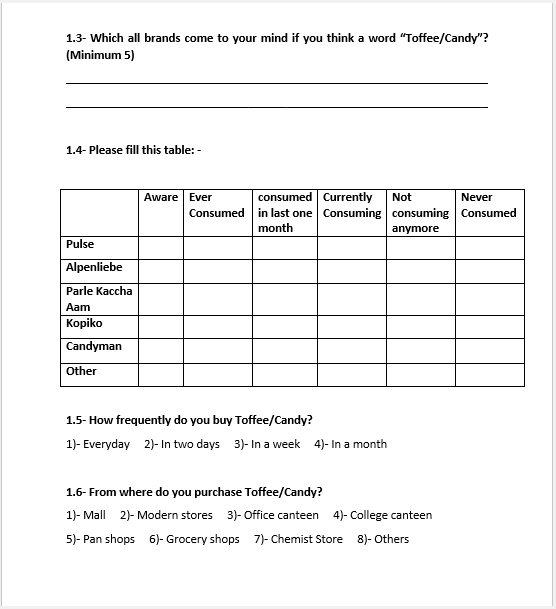 1.3- Which all brands come to your mind if you think a word “Toffee/Candy”?
(Minimum 5)
1.4- Please fill this table: -
Aware Ever Consumed consumed in last one month Currently Consuming Not consuming anymore Never Consumed
Pulse
Alpenliebe
Parle Kaccha
Aam
Kopiko
Candyman
Other
1.5- How frequently do you buy Toffee/Candy?
1)- Everyday 2)- In two days 3)- In a week 4)- In a month
1.6- From where do you purchase Toffee/Candy?
1)- Mall 2)- Modern stores 3)- Office canteen 4)- College canteen
5)- Pan shops 6)- Grocery shops 7)- Chemist Store 8)- Others